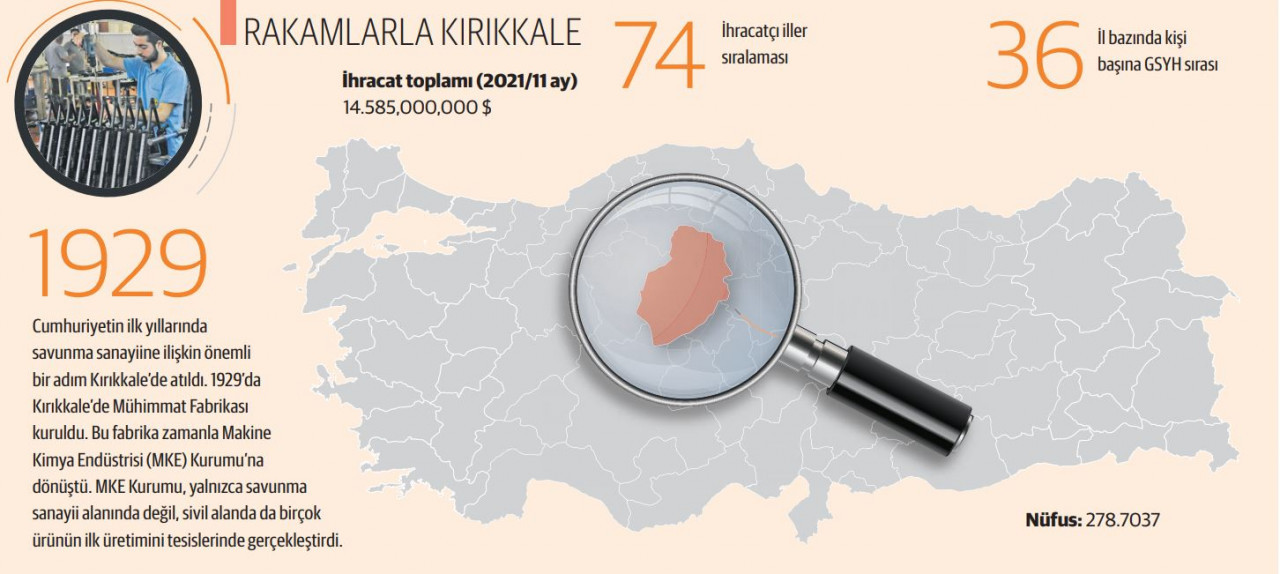 RAKAMLARLA KIRIKKALE
İhracat toplamı (2021/11 ay)
14.585,000,000 $
74
İhracatçı iller
sıralaması
36
İl bazında kişi
başına GSYH sırası
1929
Cumhuriyetin ilk yıllarında
savunma sanayiine ilişkin önemli
bir adım Kırıkkale’de atıldı. 1929’da
Kırıkkale’de Mühimmat Fabrikası
kuruldu. Bu fabrika zamanla Makine
Kimya Endüstrisi (MKE) Kurumu’na
dönüştü. MKE Kurumu, yalnızca savunma
sanayii alanında değil, sivil alanda da birçok
ürünün ilk üretimini tesislerinde gerçekleştirdi.
Nüfus: 278.7037